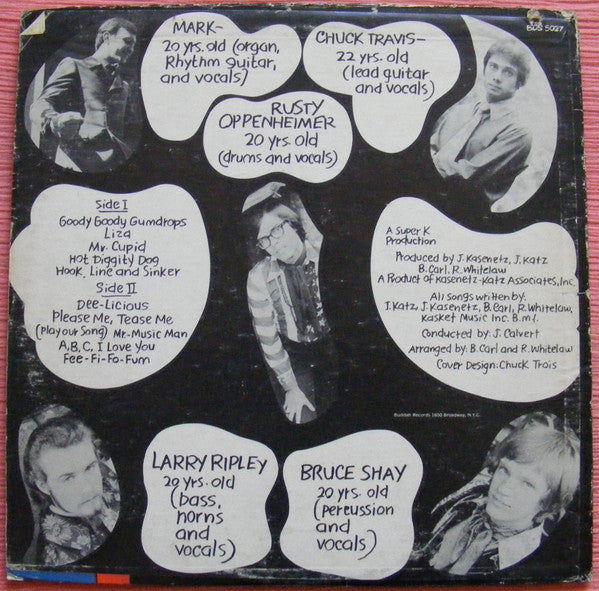 BDS 5027
MARK-
20 yrs. old (organ,
Rhythm guitar,
and vocals)
CHUCK TRAVIS-
22 yrs. old
(lead guitar
and vocals)
RUSTY
OPPENHEIMER
20 yrs. old
(drums and vocals)
Side I
Goody Goody Gumdrops
Liza
Mr. Cupid
Hot Diggity Dog
Hook, Line and Sinker
Side II
Dee-Licious
Please Me, Tease Me
(Playout Song) Mr. Music Man
A, B, C, I Love You
Fee-Fi-Fo-Fum
A Super K
Production
Produced by J. Kasenetz, J. Katz
B. Carl, R. Whitelaw
A Product of Kasenetz-Katz Associates, Inc.
All Songs written by:
J. Katz, J. Kasenetz, B. Carl, R. Whitelaw,
Kasket Music Inc. B.m.I.
Conducted by: J. Calvert
Arranged by: B. Carl and R. Whitelaw
Cover Design: Chuck Trois
Buddah Records 1650 Broadway, N.Y.C.
LARRY RIPLEY
20 yrs. old
(bass,
horns
and
vocals)
BRUCE SHAY
20 yrs. old
(percussion
and
vocals)